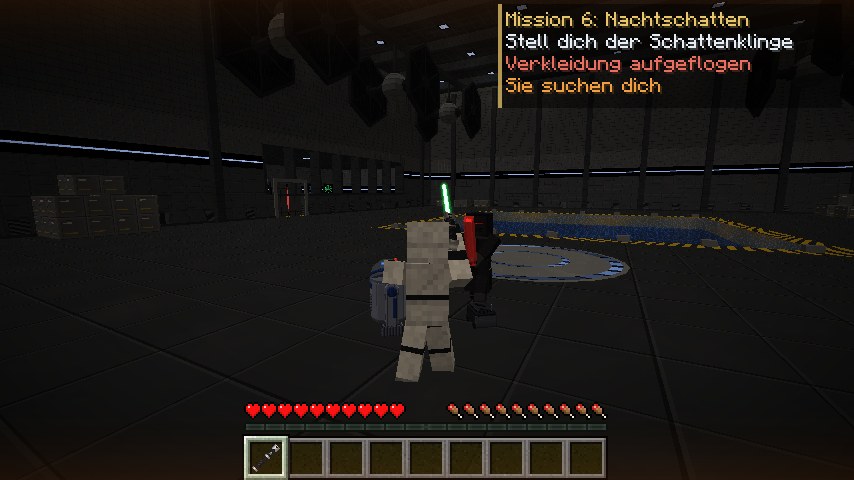 Mission 6: Nachtschatten
Stell dich der Schattenklinge
Verkleidung aufgeflogen
Sie suchen dich